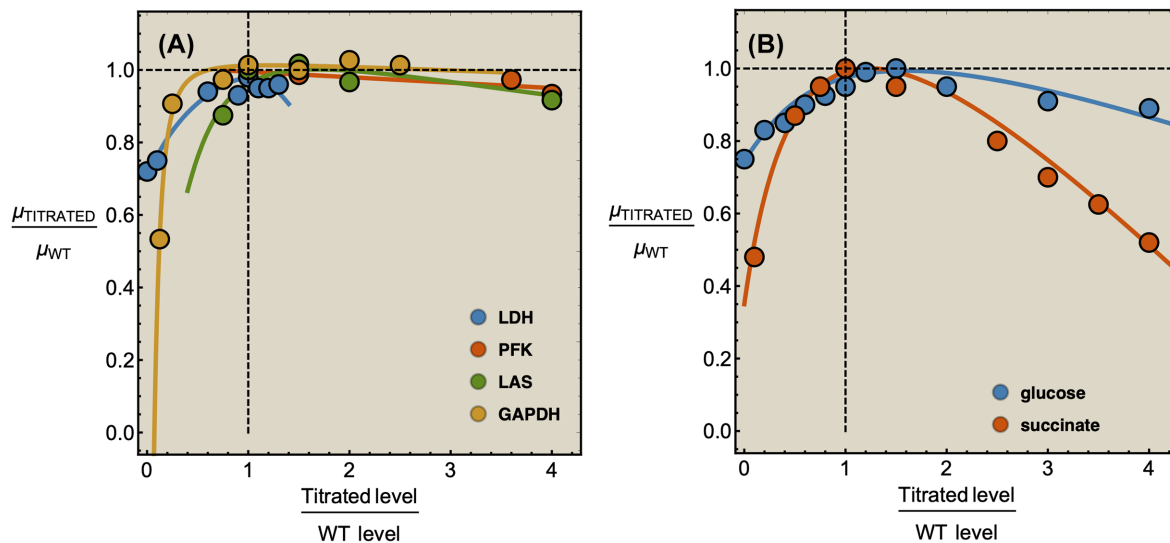 (A)
1.0
0.8
0.6
0.4
0.2
0.0
μTITRATED
μWT
LDH
PFK
LAS
GAPDH
0 1 2 3 4
Titrated level
WT level
(B)
1.0
0.8
0.6
0.4
0.2
0.0
μTITRATED
μWT
glucose
succinate
0 1 2 3 4
Titrated level
WT level